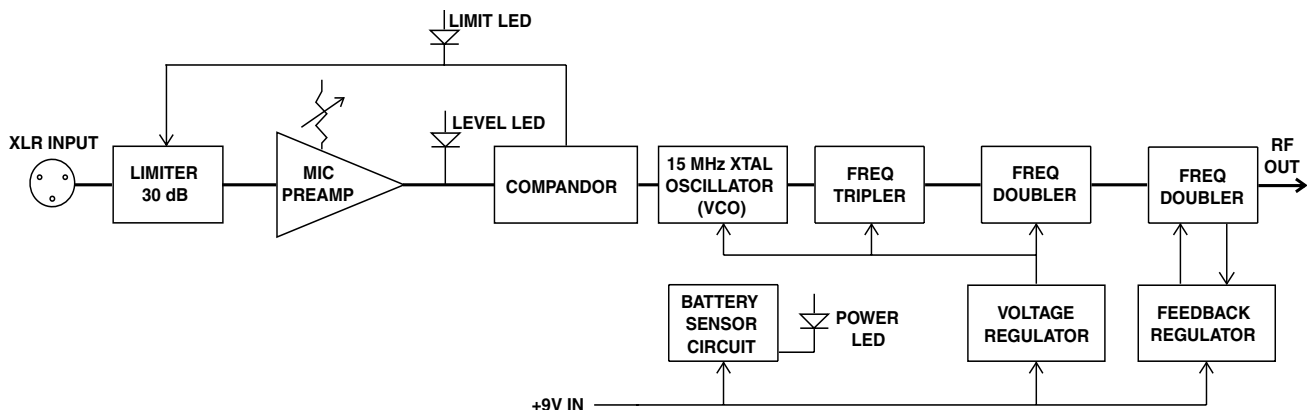 LIMIT LED
LEVEL LED
XLR INPUT
LIMITER
30 dB
MIC
PREAMP
COMPANDOR
15 MHz XTAL
OSCILLATOR
(VCO)
FREQ
TRIPLER
FREQ
DOUBLER
FREQ
DOUBLER
RF
OUT
BATTERY
SENSOR
CIRCUIT
POWER
LED
VOLTAGE
REGULATOR
FEEDBACK
REGULATOR
+9V IN